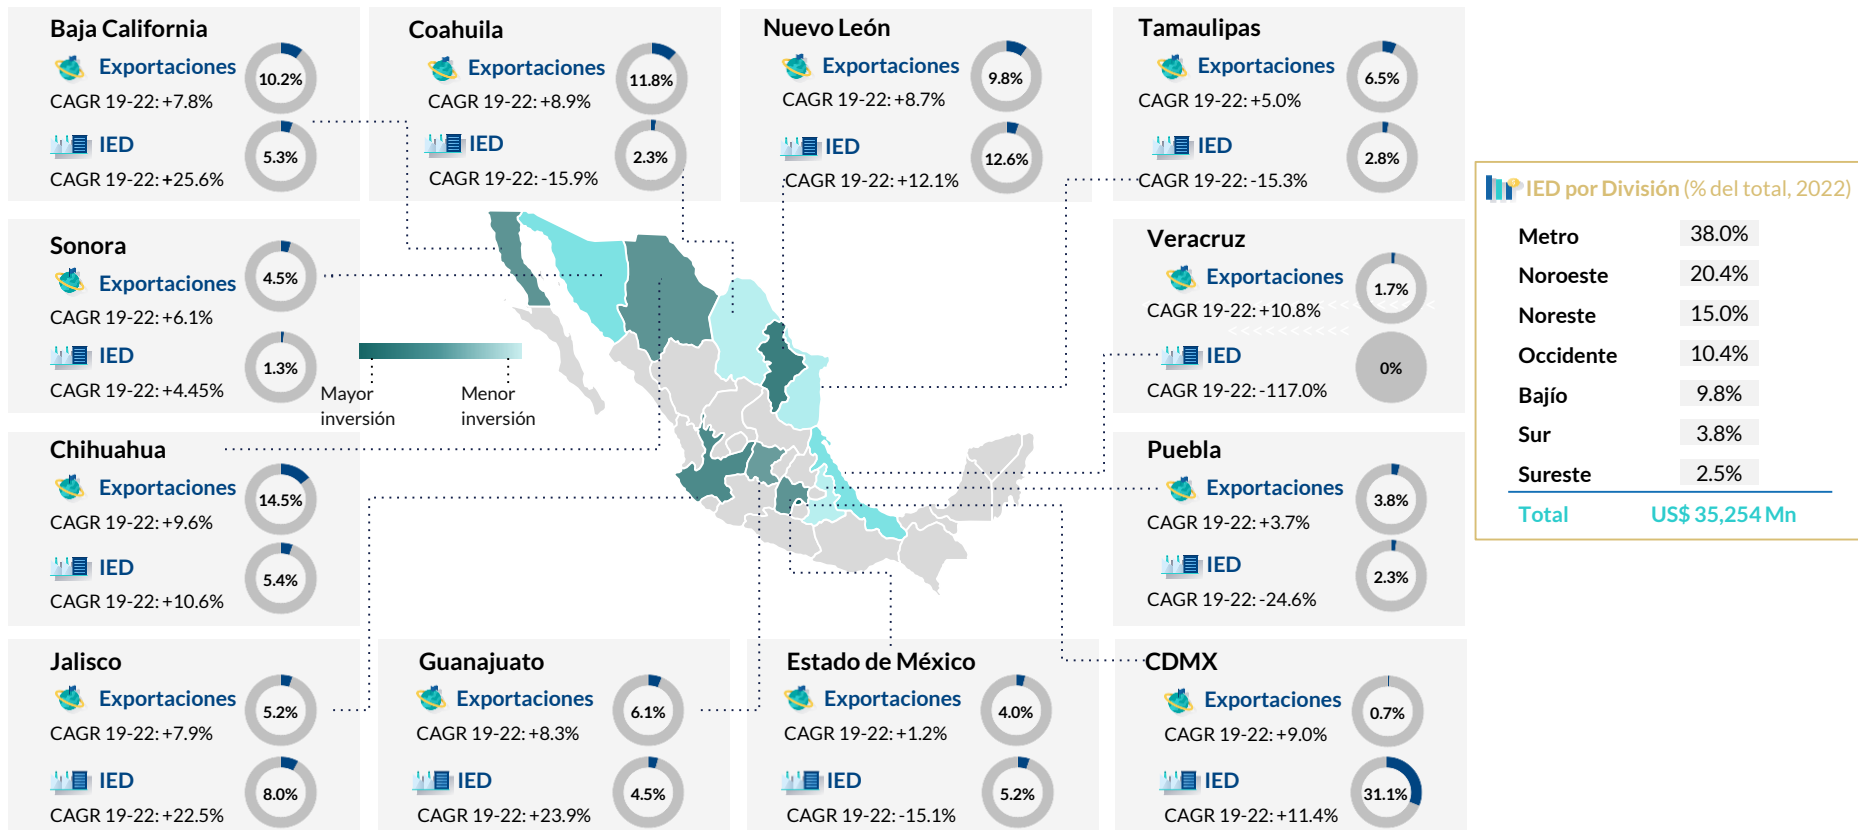 Baja California
Exportaciones
10.2%
CAGR 19-22: +7.8%
IED
5.3%
CAGR 19-22: +25.6%
Coahuila
Exportaciones
11.8%
CAGR 19-22: +8.9%
IED
2.3%
CAGR 19-22: -15.9%
Nuevo León
Exportaciones
9.8%
CAGR 19-22: +8.7%
IED
12.6%
CAGR 19-22: +12.1%
Tamaulipas
Exportaciones
6.5%
CAGR 19-22: +5.0%
IED
2.8%
CAGR 19-22: -15.3%
Sonora
Exportaciones
4.5%
CAGR 19-22: +6.1%
IED
1.3%
CAGR 19-22: +4.45%
Mayor
inversión
Menor
inversión
Veracruz
Exportaciones
1.7%
CAGR 19-22: +10.8%
IED
0%
CAGR 19-22: -117.0%
Chihuahua
Exportaciones
14.5%
CAGR 19-22: +9.6%
IED
5.4%
CAGR 19-22: +10.6%
Puebla
Exportaciones
3.8%
CAGR 19-22: +3.7%
IED
2.3%
CAGR 19-22: -24.6%
Jalisco
Exportaciones
5.2%
CAGR 19-22: +7.9%
IED
8.0%
CAGR 19-22: +22.5%
Guanajuato
Exportaciones
6.1%
CAGR 19-22: +8.3%
IED
4.5%
CAGR 19-22: +23.9%
Estado de México
Exportaciones
4.0%
CAGR 19-22: +1.2%
IED
5.2%
CAGR 19-22: -15.1%
CDMX
Exportaciones
0.7%
CAGR 19-22: +9.0%
IED
31.1%
CAGR 19-22: +11.4%
IED por División (% del total, 2022)
Metro 38.0%
Noroeste 20.4%
Noreste 15.0%
Occidente 10.4%
Bajío 9.8%
Sur 3.8%
Sureste 2.5%
Total US$ 35,254 Mn